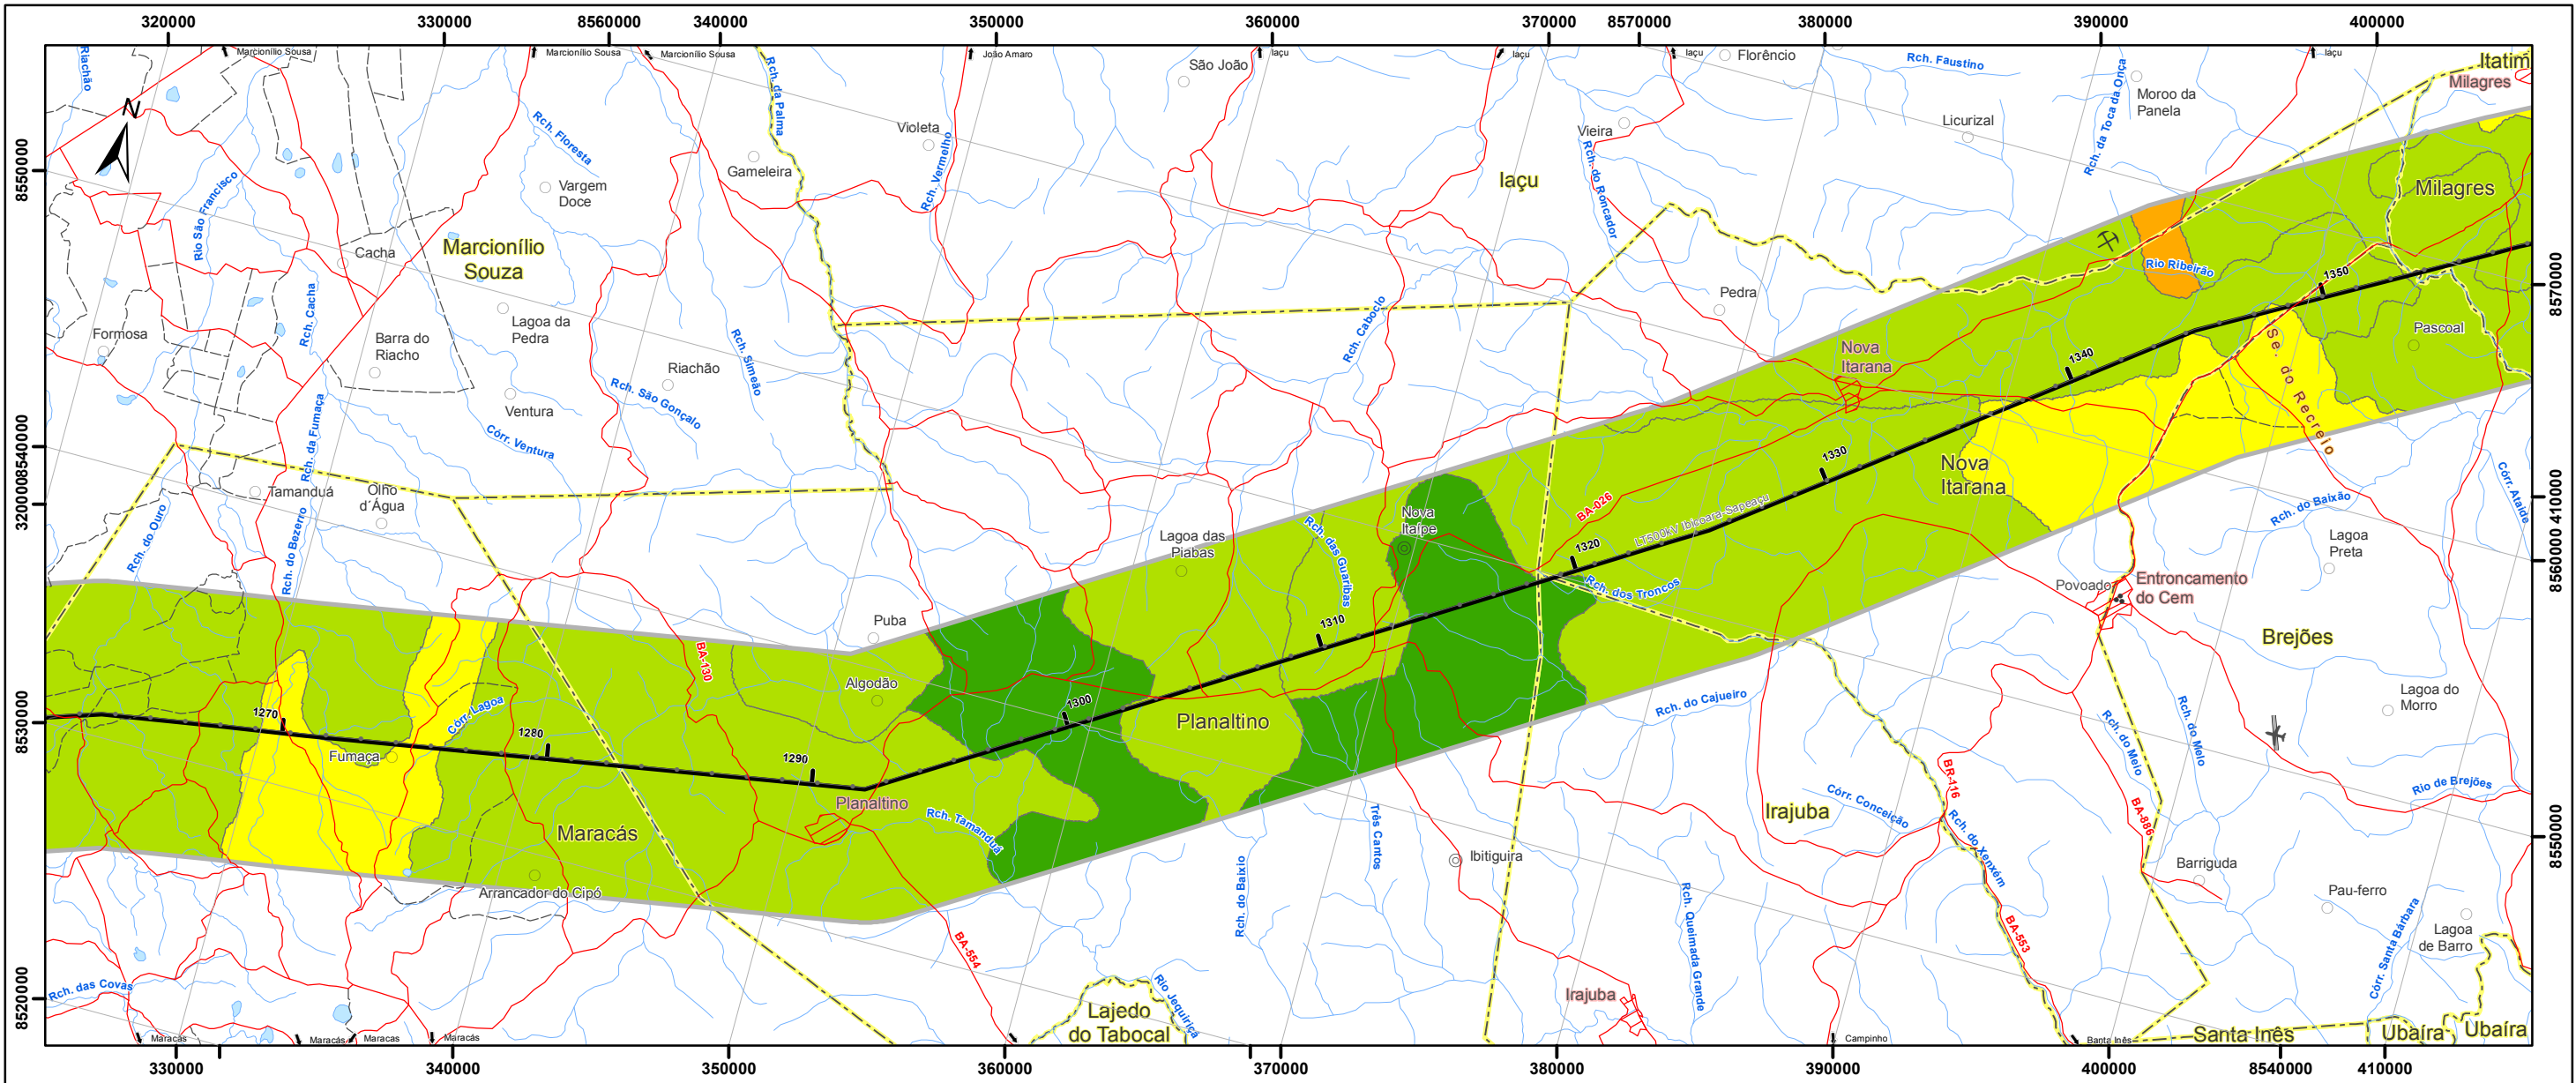 320000
330000
8560000
340000
350000
360000
370000
8570000
380000
390000
400000
Marcionílio Sousa
Marcionílio Sousa
Marcionílio Sousa
João Amaro
Iaçu
Iaçu
Iaçu
Iaçu
Riachão
Rch. da Palma
São João
Florêncio
Rch. Faustino
Itatim
Milagres
N
Rch. Floresta
Violeta
Rch. Vermelho
Vieira
Licurizal
Moroo da
Panela
Rch. da Toca da Onça
8550000
Rio São Francisco
Vargem
Doce
Gameleira
Iaçu
Rch. do Roncador
Milagres
Marcionílio
Souza
Cacha
Rio Ribeirão
1350
8570000
Pedra
Rch. Cacha
Formosa
Lagoa da
Pedra
Barra do
Riacho
Rch. Simeão
Rch. Caboclo
Riachão
Rch. São Gonçalo
Ventura
Nova
Itarana
1340
Pascoal
Se. do Recreio
8540000
Rch. da Fumaça
Córr. Ventura
1330
Nova
Itarana
Córr. Ataide
320000
Tamanduá
Olho
d´Água
Rch. do Ouro
Rch. do Bezerro
Lagoa das
Piabas
Rch. das Guaribas
Nova
Itaípe
BA-026
LT500kV Ibicoara-Sapeaçu
Rch. do Baixão
410000
1320
Rch. dos Troncos
Lagoa
Preta
8560000
Povoado
Entroncamento
do Cem
Puba
1310
Brejões
BA-130
Algodão
Rch. do Cajueiro
Lagoa do
Morro
8530000
1270
Córr. Lagoa
1280
Fumaça
1290
1300
Planaltino
Rch. do Meio
Rch. do Melo
Planaltino
BR-116
Rio de Brejões
Maracás
Rch. Tamanduá
Três Cantos
Irajuba
Córr. Conceição
BA-886
Rch. do Xenxém
8550000
Ibitiguira
Barriguda
Arrancador do Cipó
Rch. do Baixio
Rch. Queimada Grande
Pau-ferro
BA-554
BA-553
Córr. Santa Bárbara
Lagoa
de Barro
8520000
Rch. das Covas
Rio Jequiriçá
Irajuba
Lajedo
do Tabocal
Santa Inês
Ubaíra
Ubaíra
Maracás
Maracás
Maracas
Maracás
Campinho
Banta Inês
330000
340000
350000
360000
370000
380000
390000
400000
8540000
410000